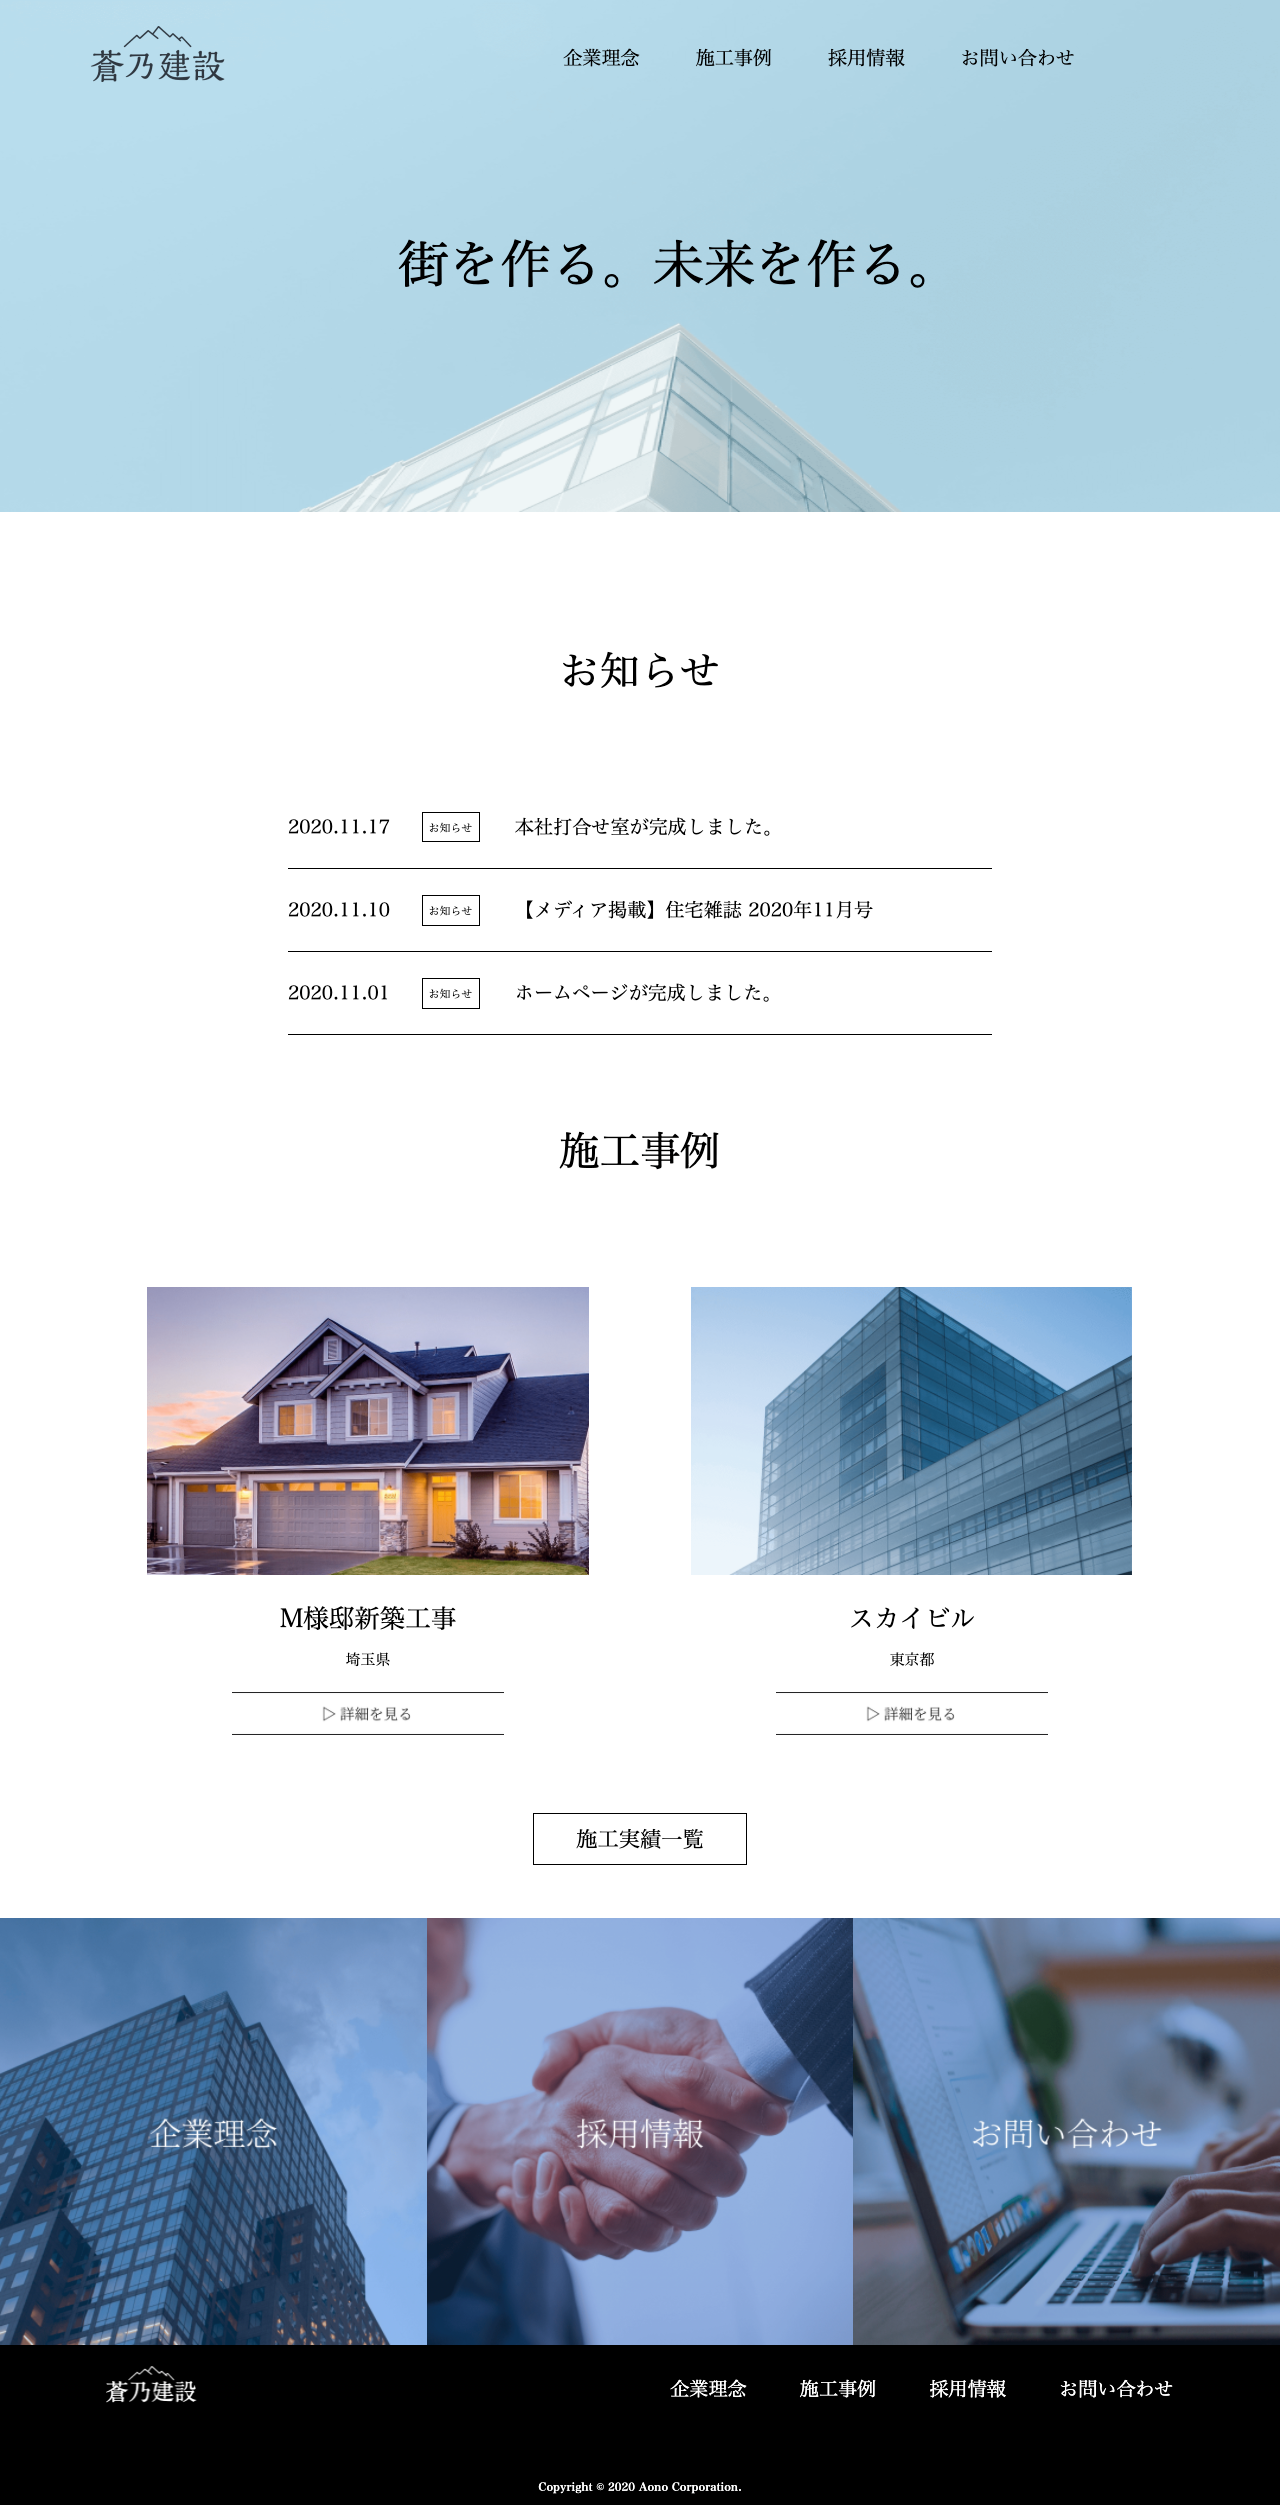 蒼乃建設
企業理念 施工事例 採用情報 お問い合わせ
街を作る。未来を作る。
お知らせ
2020.11.17 お知らせ 本社打合せ室が完成しました。
2020.11.10 お知らせ 【メディア掲載】住宅雑誌 2020年11月号
2020.11.01 お知らせ ホームページが完成しました。
施工事例
M様邸新築工事
埼玉県
▷ 詳細を見る
スカイビル
東京都
▷ 詳細を見る
施工実績一覧
企業理念
採用情報
お問い合わせ
蒼乃建設
企業理念 施工事例 採用情報 お問い合わせ
Copyright © 2020 Aono Corporation.